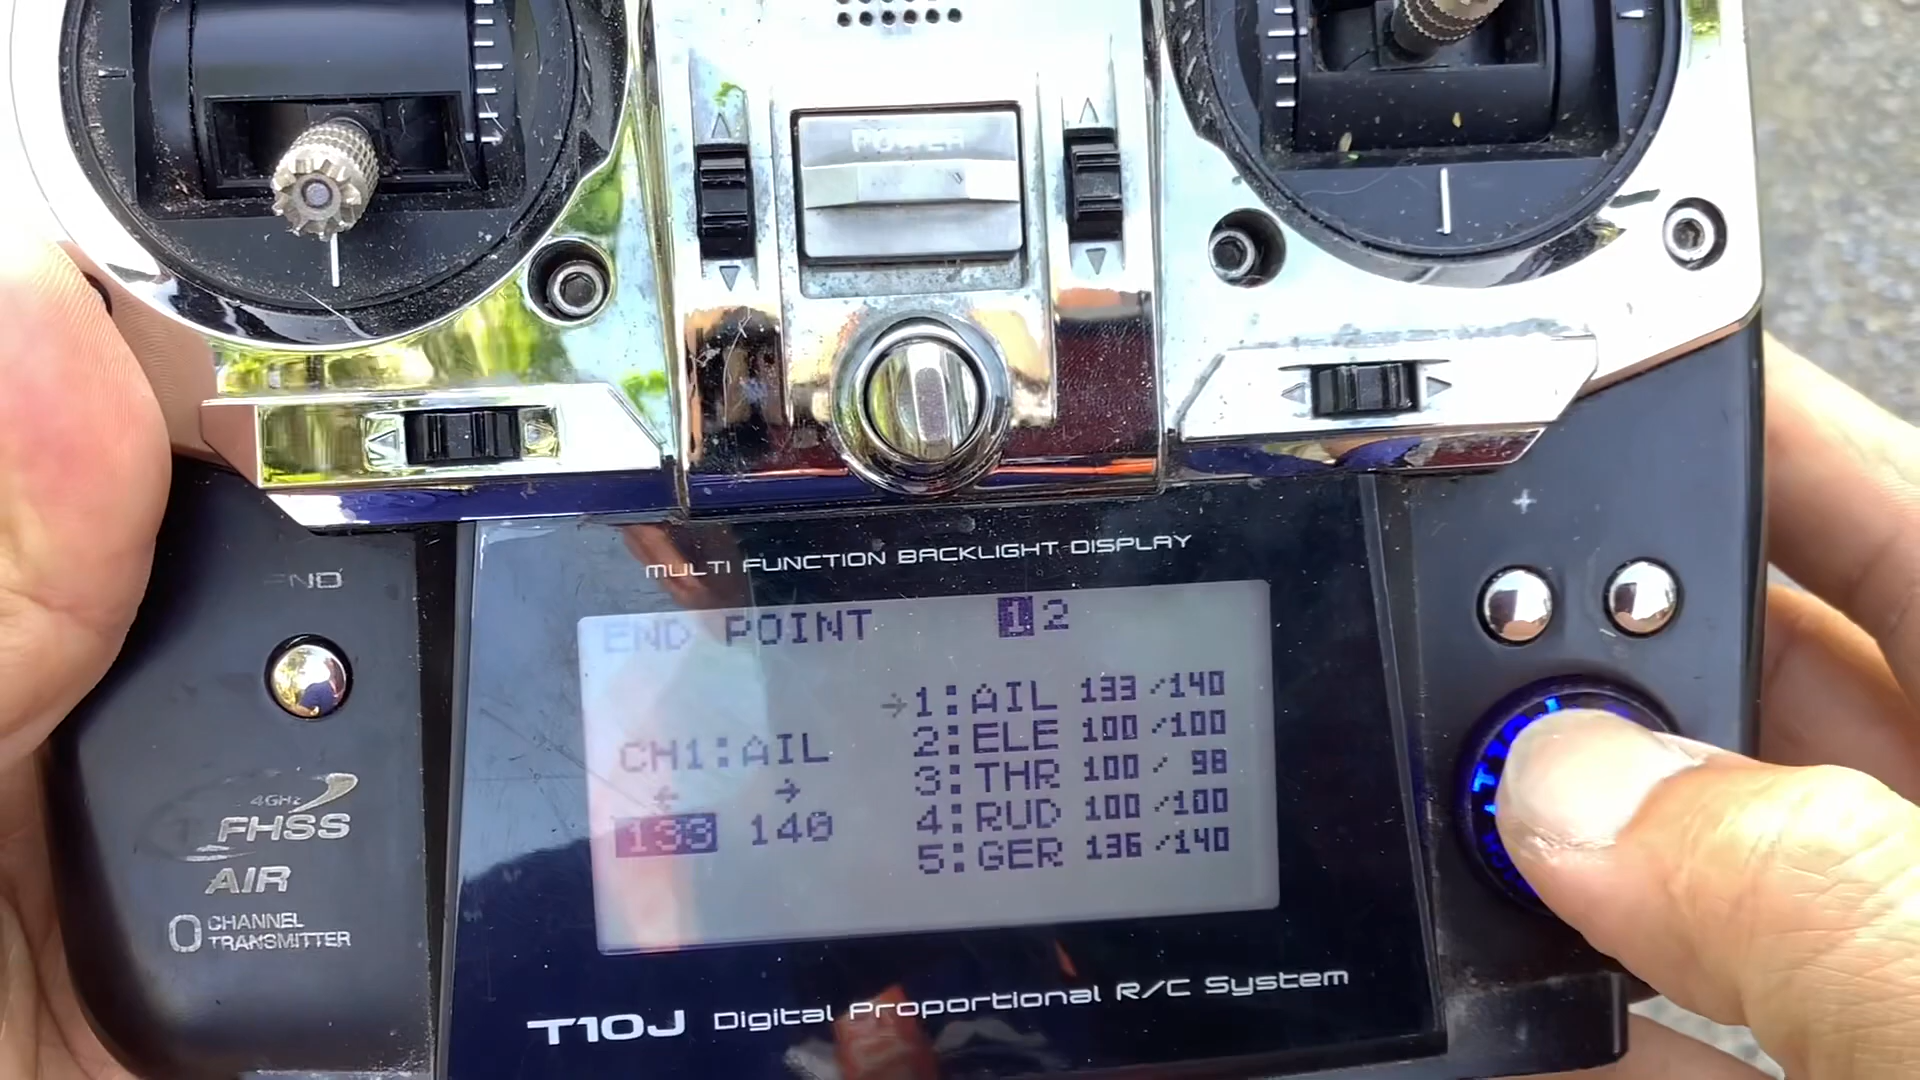 POWER
MULTI FUNCTION BACKLIGHT DISPLAY
+
END POINT 1 2
→1:AIL 133/140
2:ELE 100/100
3:THR 100/ 98
4:RUD 100/100
5:GER 136/140
CH1:AIL
← →
133 140
ND
4GHz
FHSS
AIR
0 CHANNEL
TRANSMITTER
T10J Digital Proportional R/C System